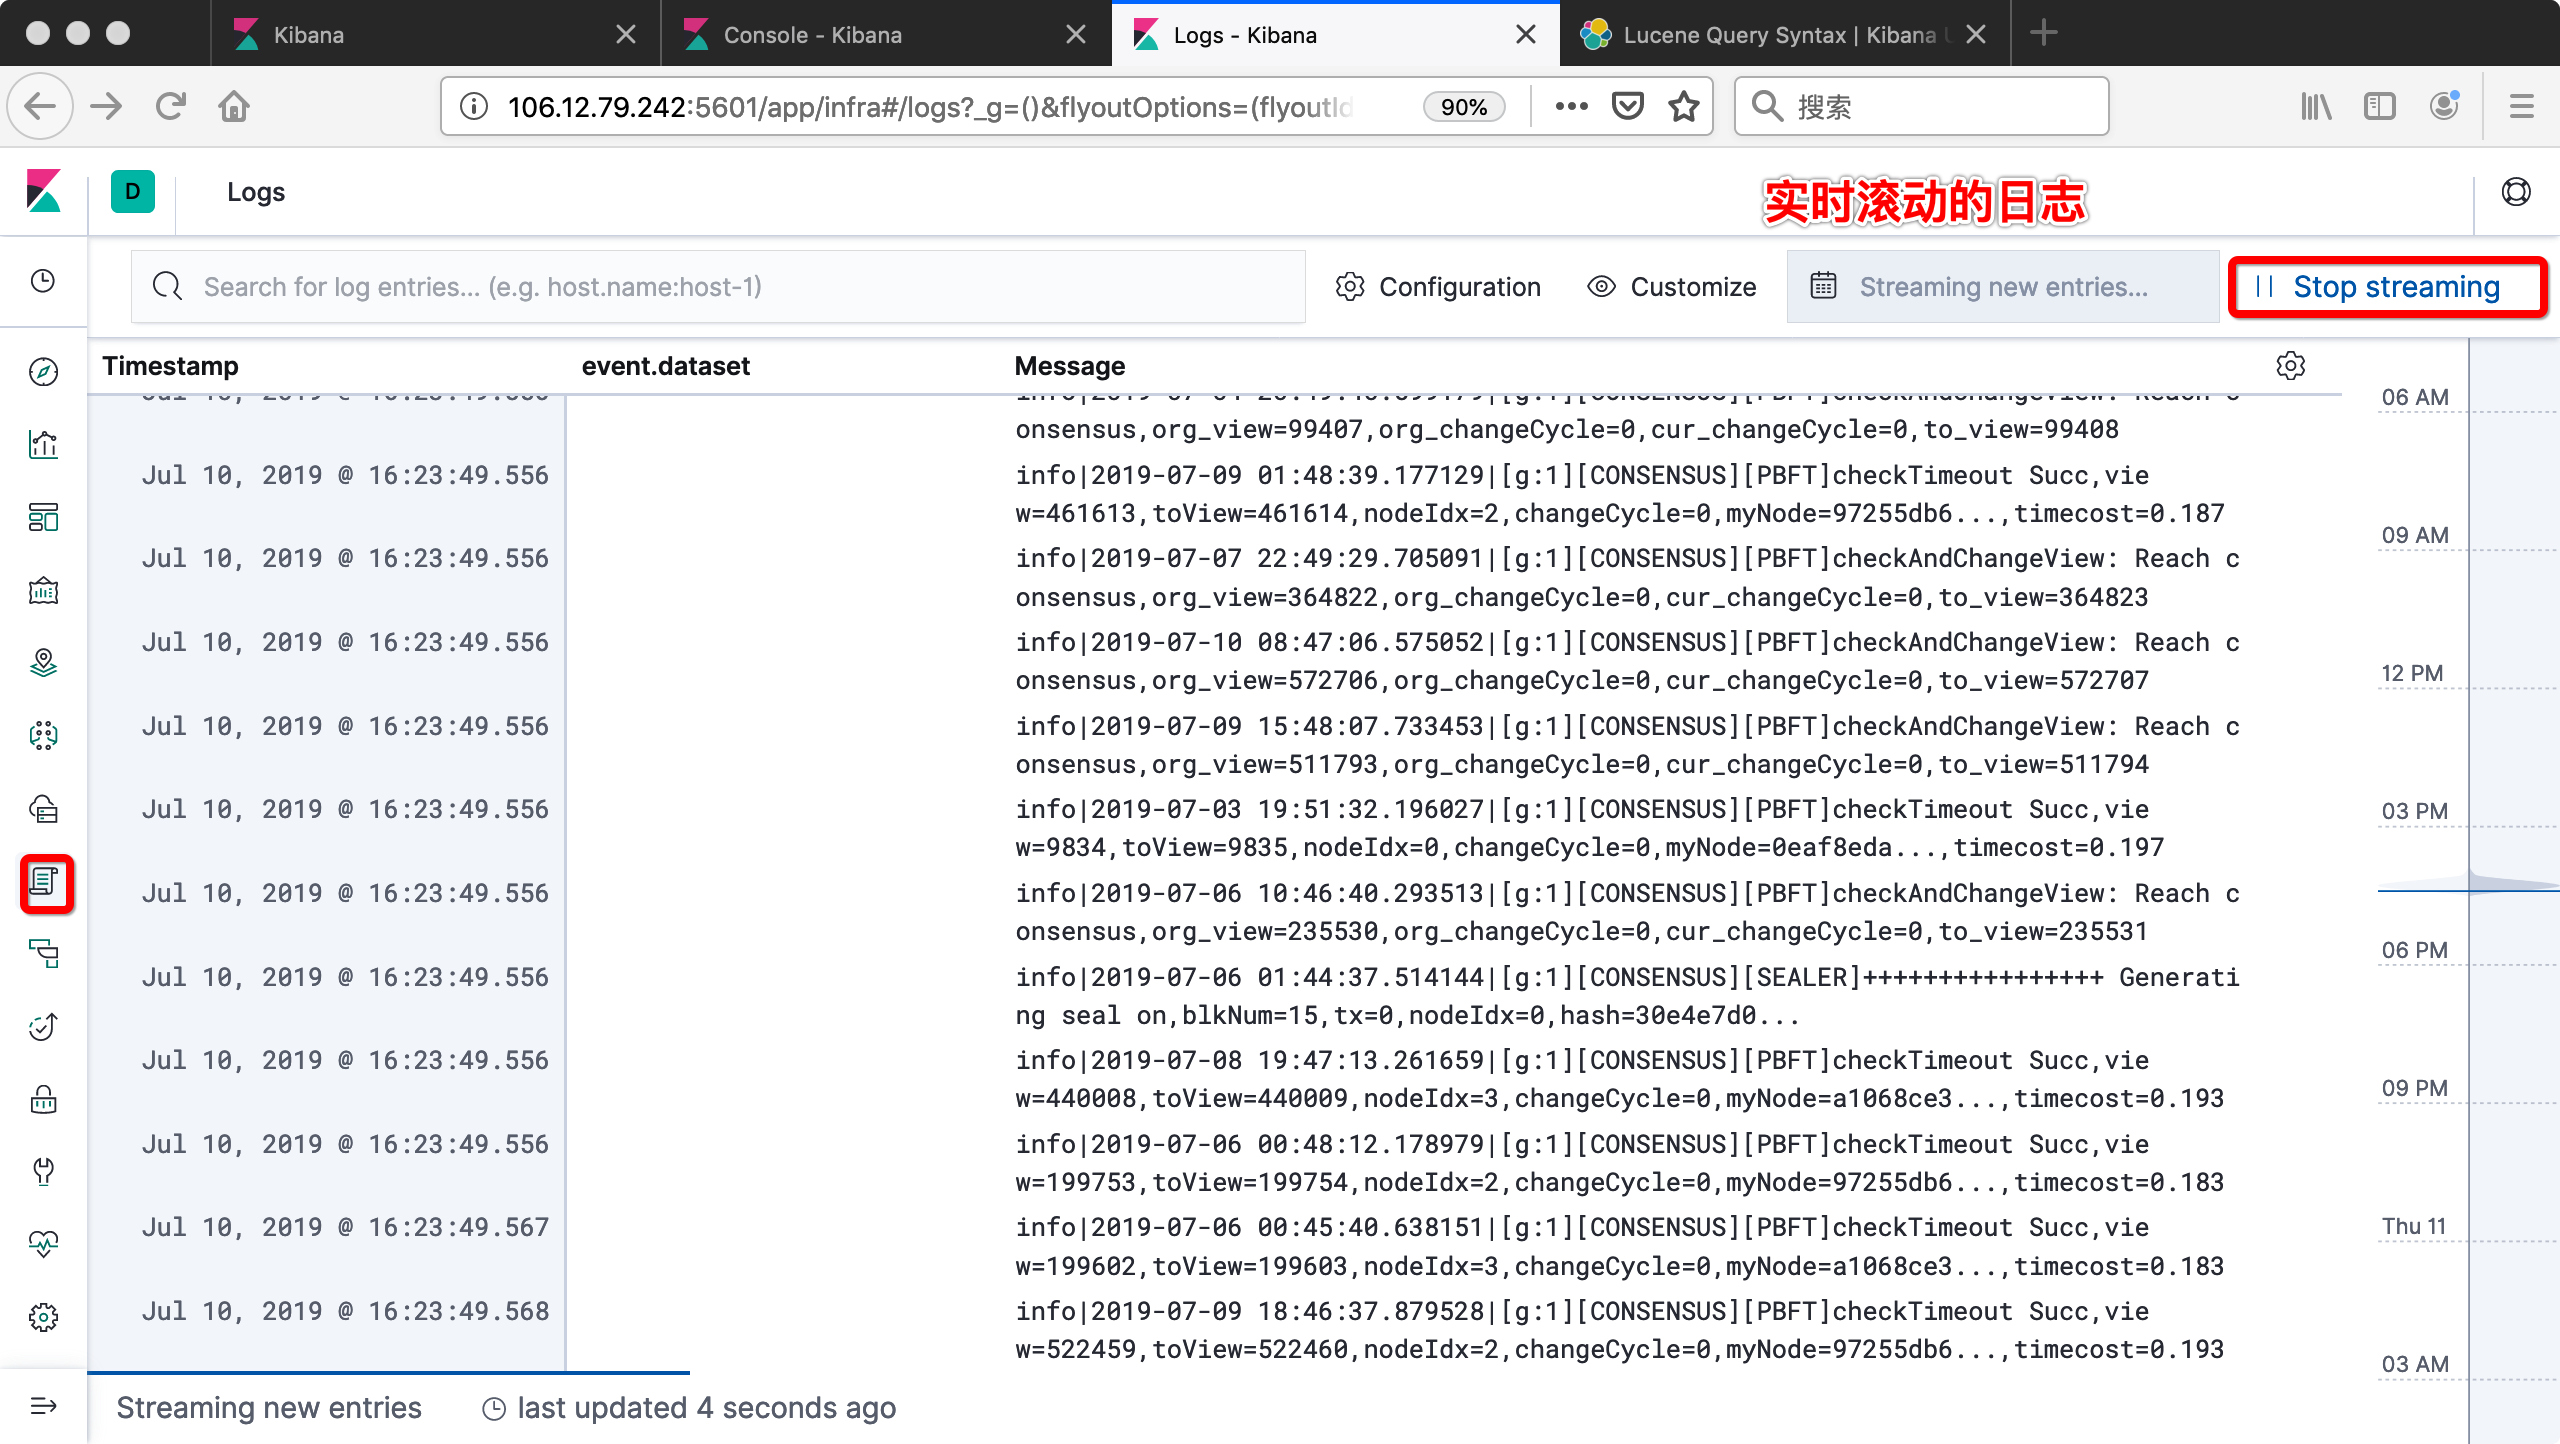 Kibana
Console - Kibana
Logs - Kibana
Lucene Query Syntax | Kibana
106.12.79.242:5601/app/infra#/logs?_g=()&flyoutOptions=(flyoutId
90%
搜索
D
Logs
实时滚动的日志
Search for log entries... (e.g. host.name:host-1)
Configuration
Customize
Streaming new entries...
Stop streaming
Timestamp
event.dataset
Message
onsensus,org_view=99407,org_changeCycle=0,cur_changeCycle=0,to_view=99408
Jul 10, 2019 @ 16:23:49.556
info|2019-07-09 01:48:39.177129|[g:1][CONSENSUS][PBFT]checkTimeout Succ,vie
w=461613,toView=461614,nodeIdx=2,changeCycle=0,myNode=97255db6...,timecost=0.187
Jul 10, 2019 @ 16:23:49.556
info|2019-07-07 22:49:29.705091|[g:1][CONSENSUS][PBFT]checkAndChangeView: Reach c
onsensus,org_view=364822,org_changeCycle=0,cur_changeCycle=0,to_view=364823
Jul 10, 2019 @ 16:23:49.556
info|2019-07-10 08:47:06.575052|[g:1][CONSENSUS][PBFT]checkAndChangeView: Reach c
onsensus,org_view=572706,org_changeCycle=0,cur_changeCycle=0,to_view=572707
Jul 10, 2019 @ 16:23:49.556
info|2019-07-09 15:48:07.733453|[g:1][CONSENSUS][PBFT]checkAndChangeView: Reach c
onsensus,org_view=511793,org_changeCycle=0,cur_changeCycle=0,to_view=511794
Jul 10, 2019 @ 16:23:49.556
info|2019-07-03 19:51:32.196027|[g:1][CONSENSUS][PBFT]checkTimeout Succ,vie
w=9834,toView=9835,nodeIdx=0,changeCycle=0,myNode=0eaf8eda...,timecost=0.197
Jul 10, 2019 @ 16:23:49.556
info|2019-07-06 10:46:40.293513|[g:1][CONSENSUS][PBFT]checkAndChangeView: Reach c
onsensus,org_view=235530,org_changeCycle=0,cur_changeCycle=0,to_view=235531
Jul 10, 2019 @ 16:23:49.556
info|2019-07-06 01:44:37.514144|[g:1][CONSENSUS][SEALER]++++++++++++++++ Generati
ng seal on,blkNum=15,tx=0,nodeIdx=0,hash=30e4e7d0...
Jul 10, 2019 @ 16:23:49.556
info|2019-07-08 19:47:13.261659|[g:1][CONSENSUS][PBFT]checkTimeout Succ,vie
w=440008,toView=440009,nodeIdx=3,changeCycle=0,myNode=a1068ce3...,timecost=0.193
Jul 10, 2019 @ 16:23:49.556
info|2019-07-06 00:48:12.178979|[g:1][CONSENSUS][PBFT]checkTimeout Succ,vie
w=199753,toView=199754,nodeIdx=2,changeCycle=0,myNode=97255db6...,timecost=0.183
Jul 10, 2019 @ 16:23:49.567
info|2019-07-06 00:45:40.638151|[g:1][CONSENSUS][PBFT]checkTimeout Succ,vie
w=199602,toView=199603,nodeIdx=3,changeCycle=0,myNode=a1068ce3...,timecost=0.183
Jul 10, 2019 @ 16:23:49.568
info|2019-07-09 18:46:37.879528|[g:1][CONSENSUS][PBFT]checkTimeout Succ,vie
w=522459,toView=522460,nodeIdx=2,changeCycle=0,myNode=97255db6...,timecost=0.193
06 AM
09 AM
12 PM
03 PM
06 PM
09 PM
Thu 11
03 AM
Streaming new entries
last updated 4 seconds ago